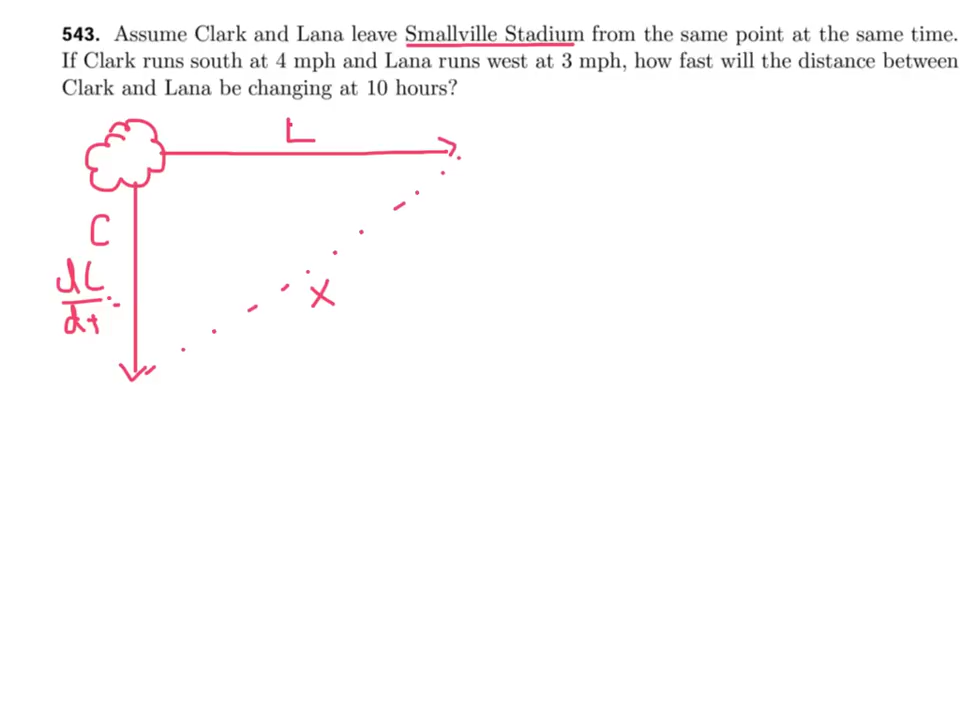 543. Assume Clark and Lana leave Smallville Stadium from the same point at the same time.
If Clark runs south at 4 mph and Lana runs west at 3 mph, how fast will the distance between
Clark and Lana be changing at 10 hours?
L
C
dC
dt
x